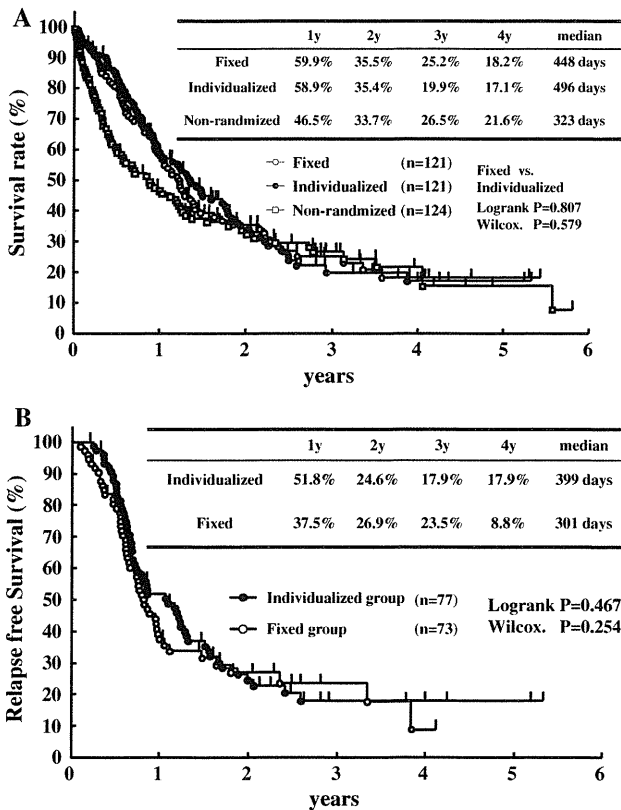 A
1y 2y 3y 4y median
Fixed 59.9% 35.5% 25.2% 18.2% 448 days
Individualized 58.9% 35.4% 19.9% 17.1% 496 days
Non-randmized 46.5% 33.7% 26.5% 21.6% 323 days
Fixed (n=121)
Individualized (n=121)
Non-randmized (n=124)
Fixed vs.
Individualized
Logrank P=0.807
Wilcox. P=0.579
Survival rate (%)
100
90
80
70
60
50
40
30
20
10
0
0 1 2 3 4 5 6
years
B
1y 2y 3y 4y median
Individualized 51.8% 24.6% 17.9% 17.9% 399 days
Fixed 37.5% 26.9% 23.5% 8.8% 301 days
Individualized group (n=77)
Fixed group (n=73)
Logrank P=0.467
Wilcox. P=0.254
Relapse free Survival (%)
100
90
80
70
60
50
40
30
20
10
0
0 1 2 3 4 5 6
years